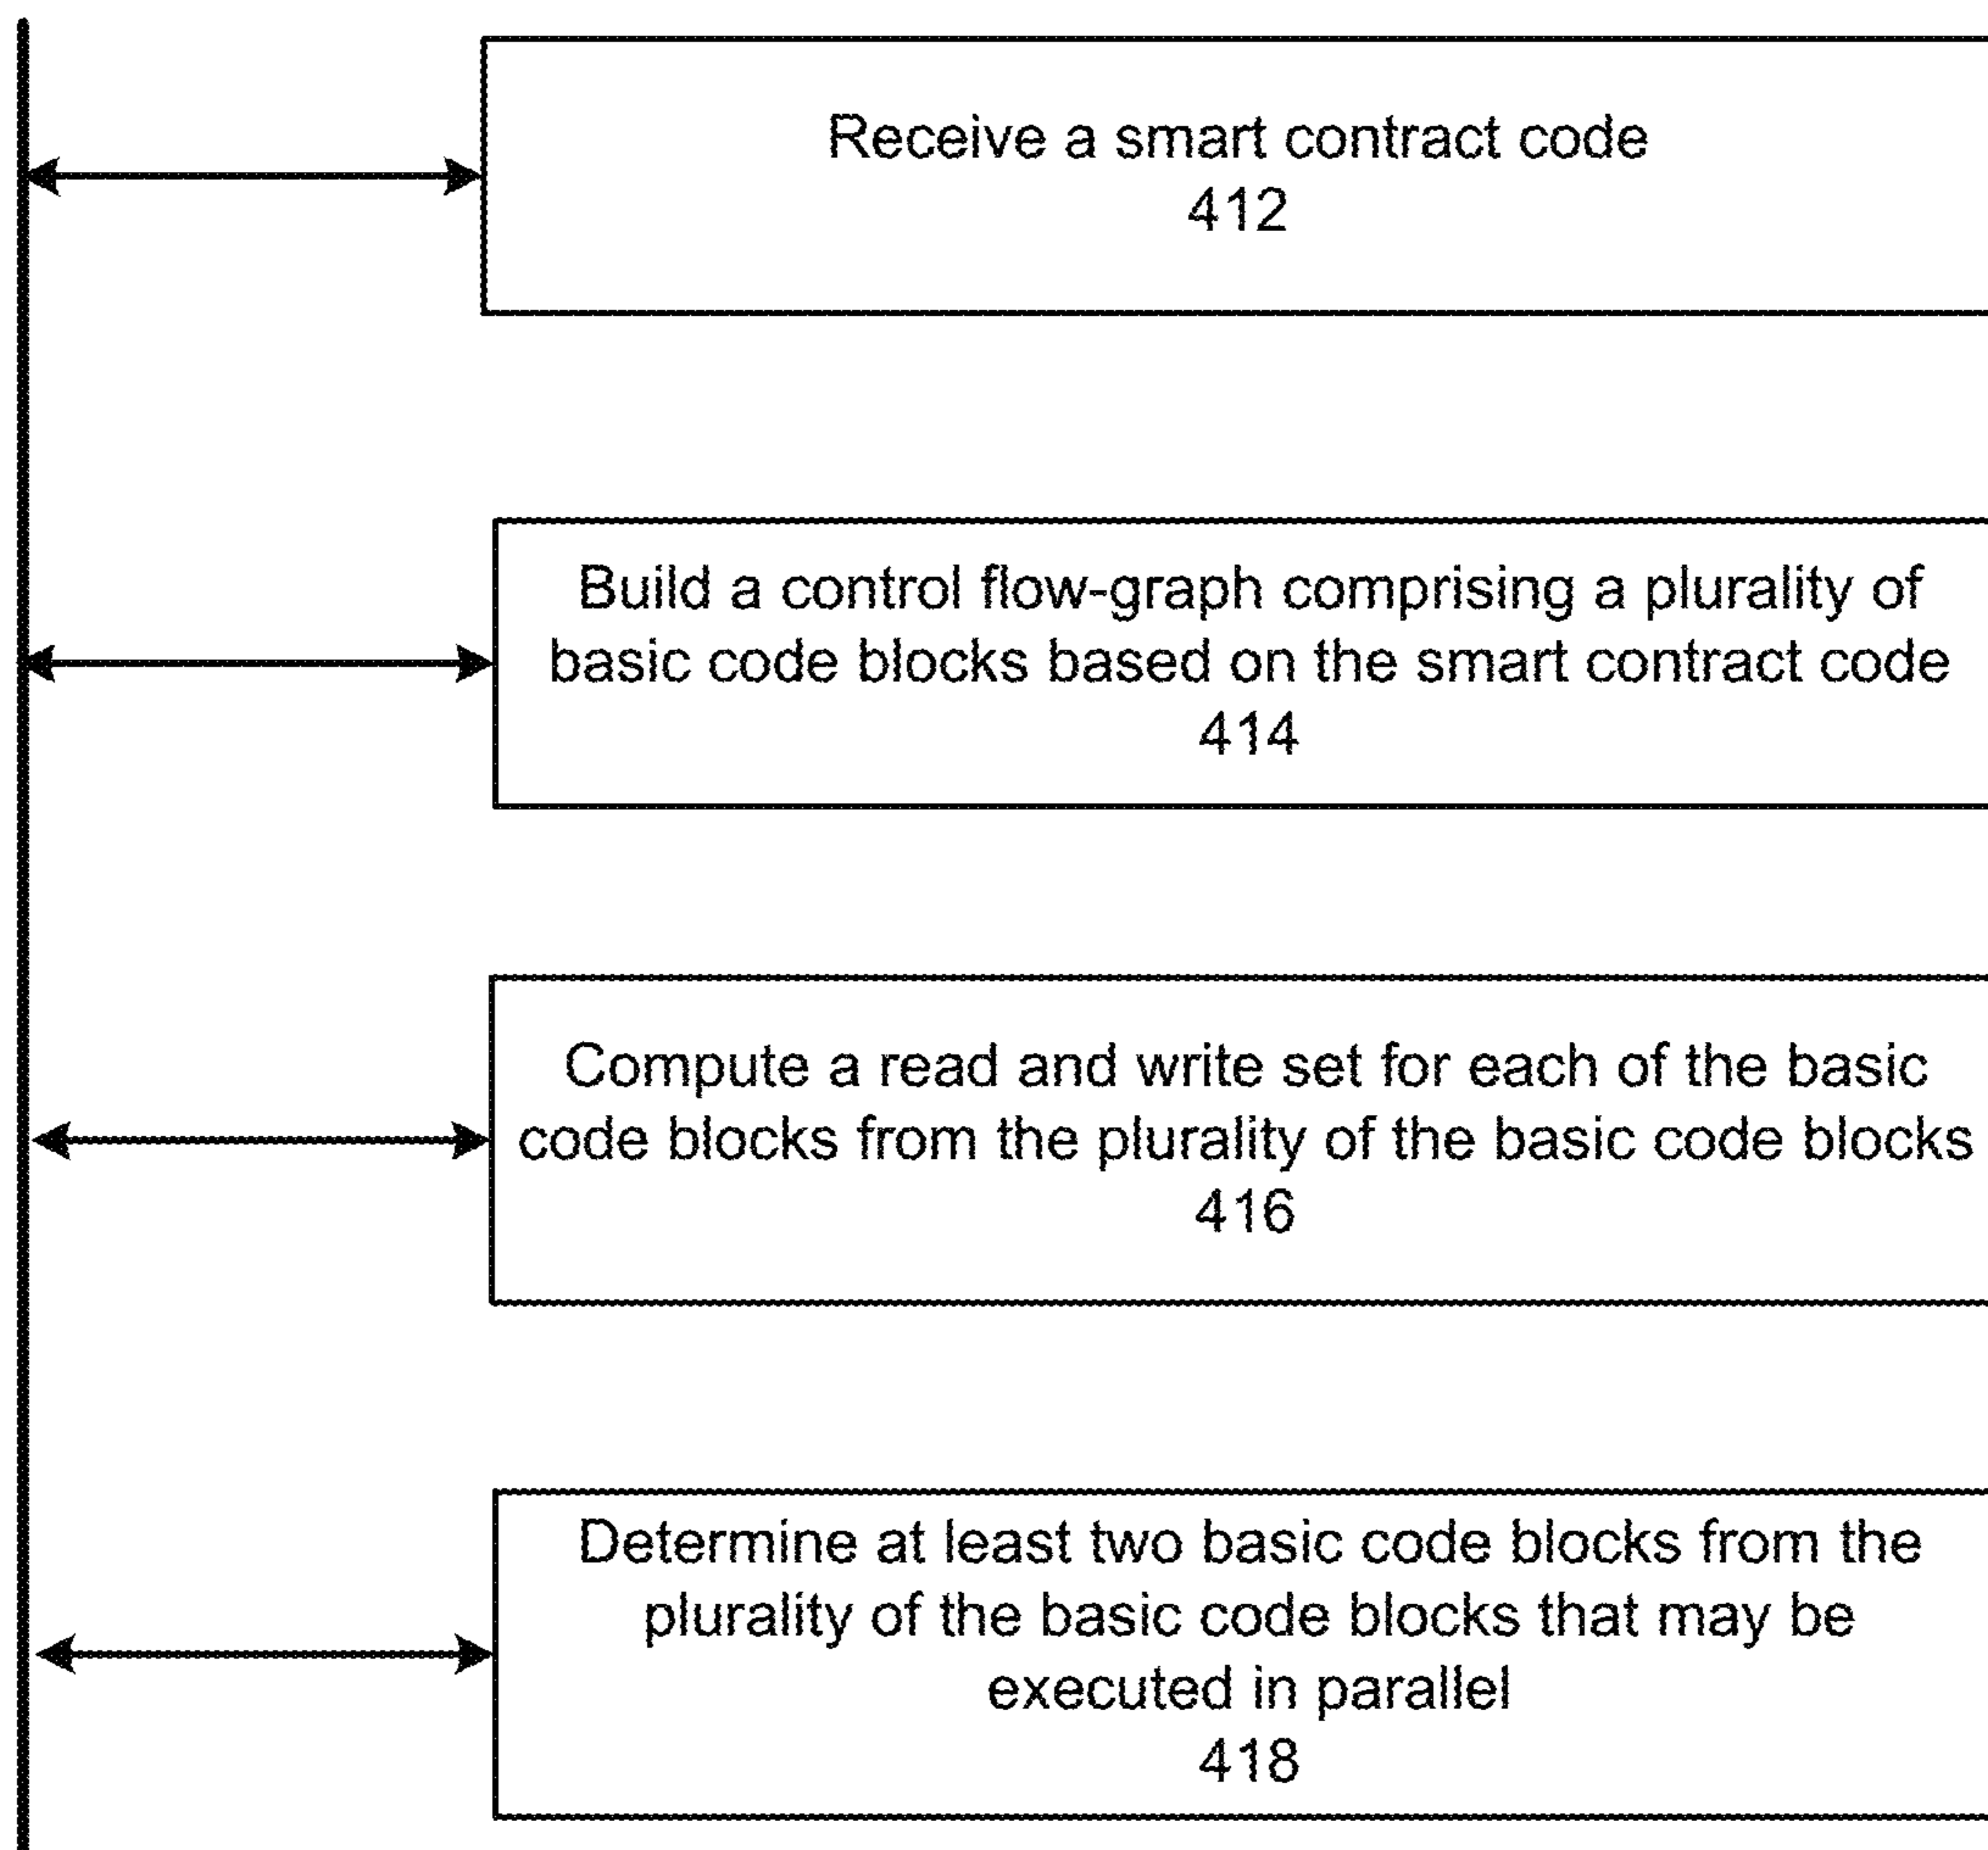 Receive a smart contract code
412
Build a control flow-graph comprising a plurality of
basic code blocks based on the smart contract code
414
Compute a read and write set for each of the basic
code blocks from the plurality of the basic code blocks
416
Determine at least two basic code blocks from the
plurality of the basic code blocks that may be
executed in parallel
418